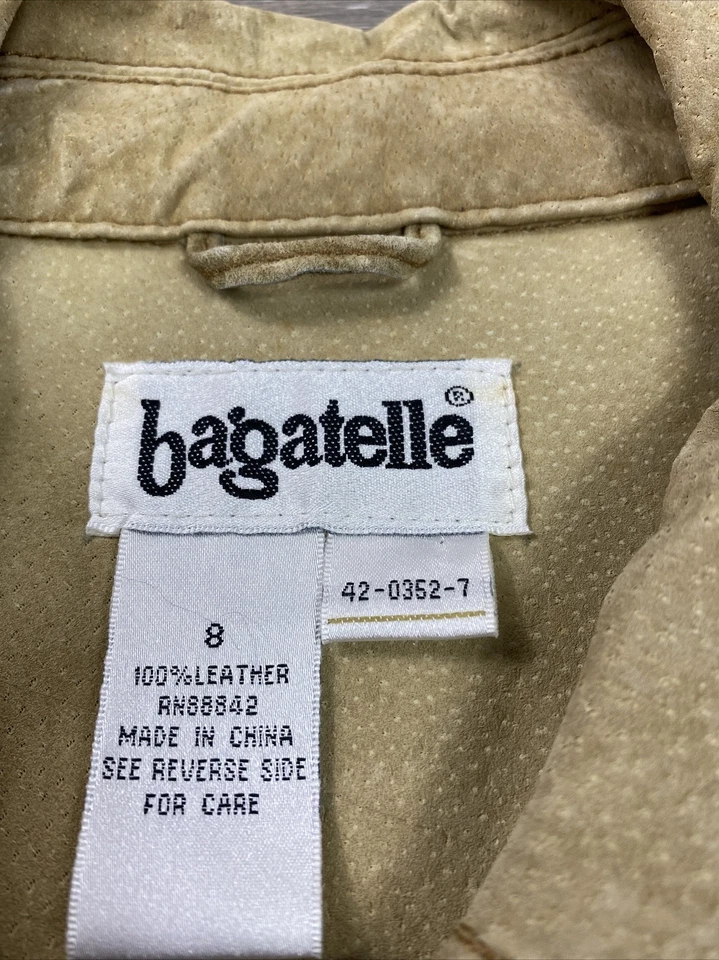 bagatelle®
42-0352-7
8
100%LEATHER
RN88842
MADE IN CHINA
SEE REVERSE SIDE
FOR CARE